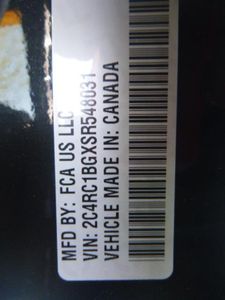 MFD BY: FCA US LLC
VIN: 2C4RC1BGXSR548031
VEHICLE MADE IN: CANADA